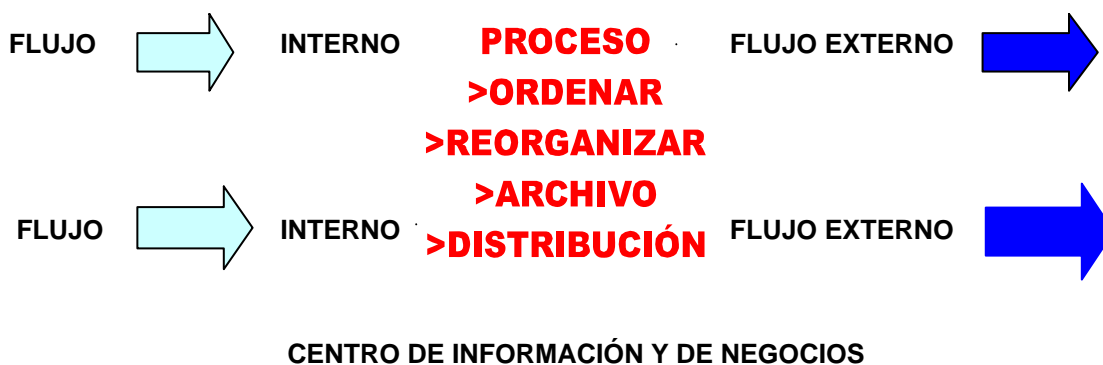 FLUJO INTERNO PROCESO FLUJO EXTERNO
>ORDENAR
>REORGANIZAR
>ARCHIVO
FLUJO INTERNO >DISTRIBUCIÓN FLUJO EXTERNO
CENTRO DE INFORMACIÓN Y DE NEGOCIOS